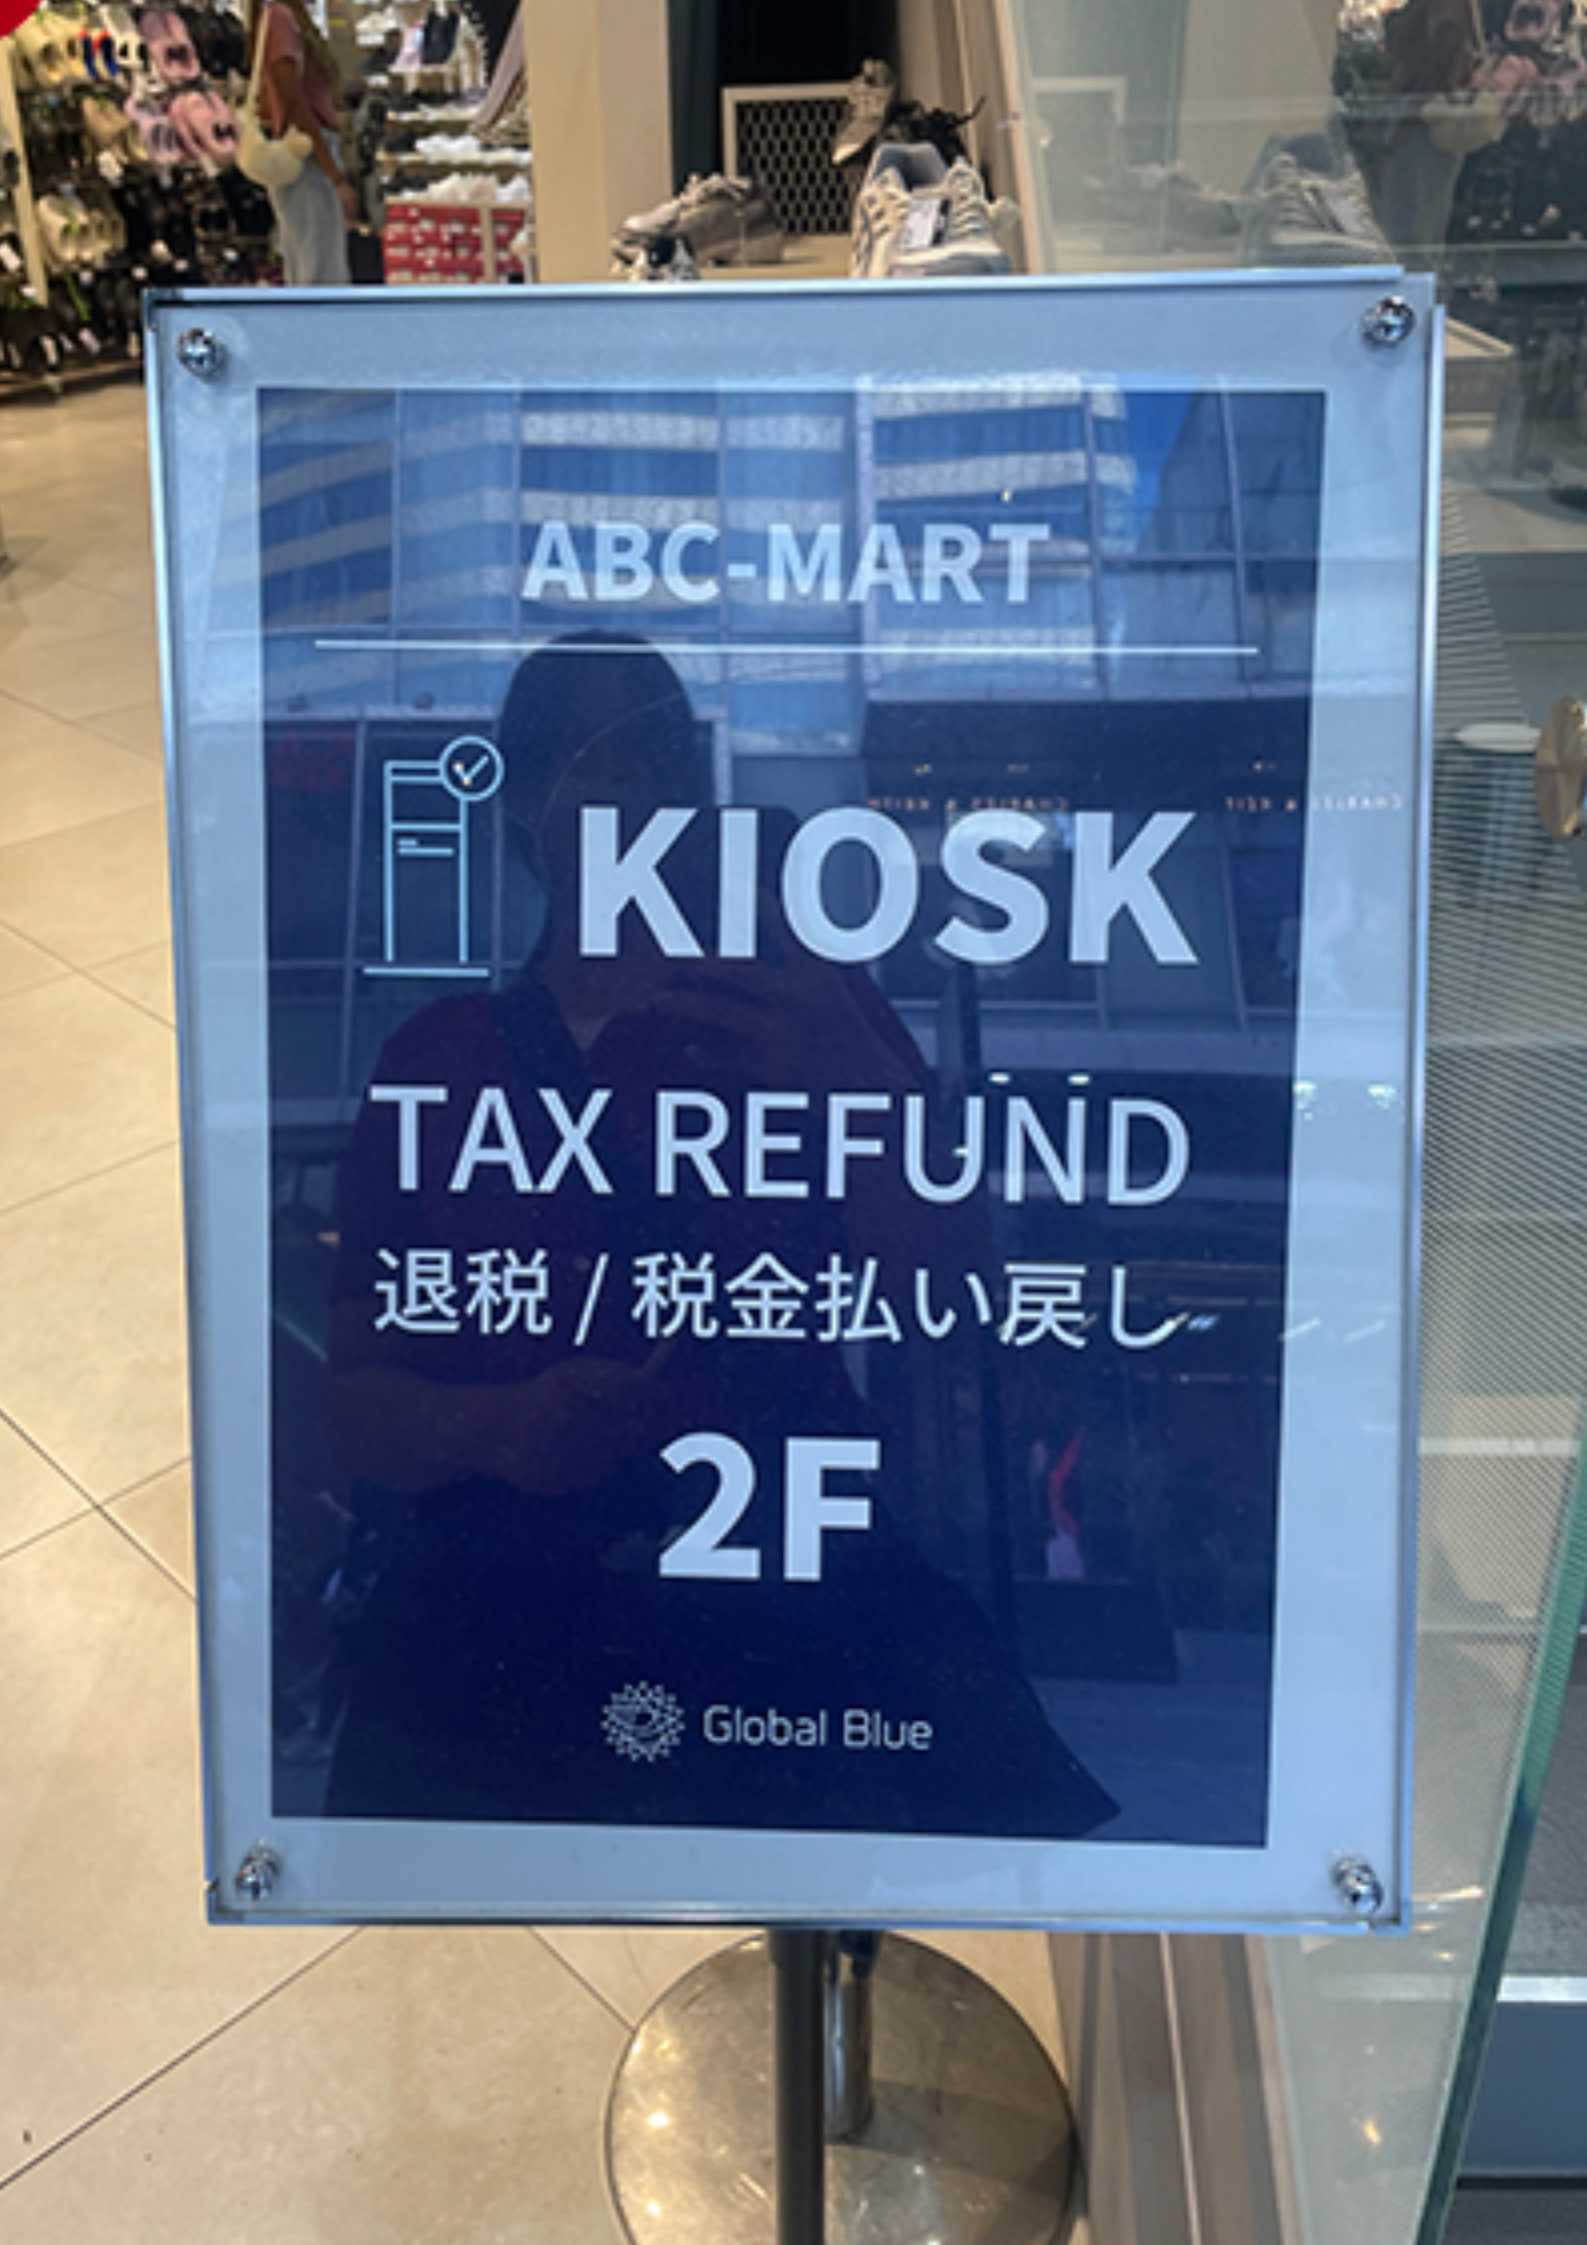 ABC-MART
KIOSK
TAX REFUND
退税 / 税金払い戻し
2F
Global Blue